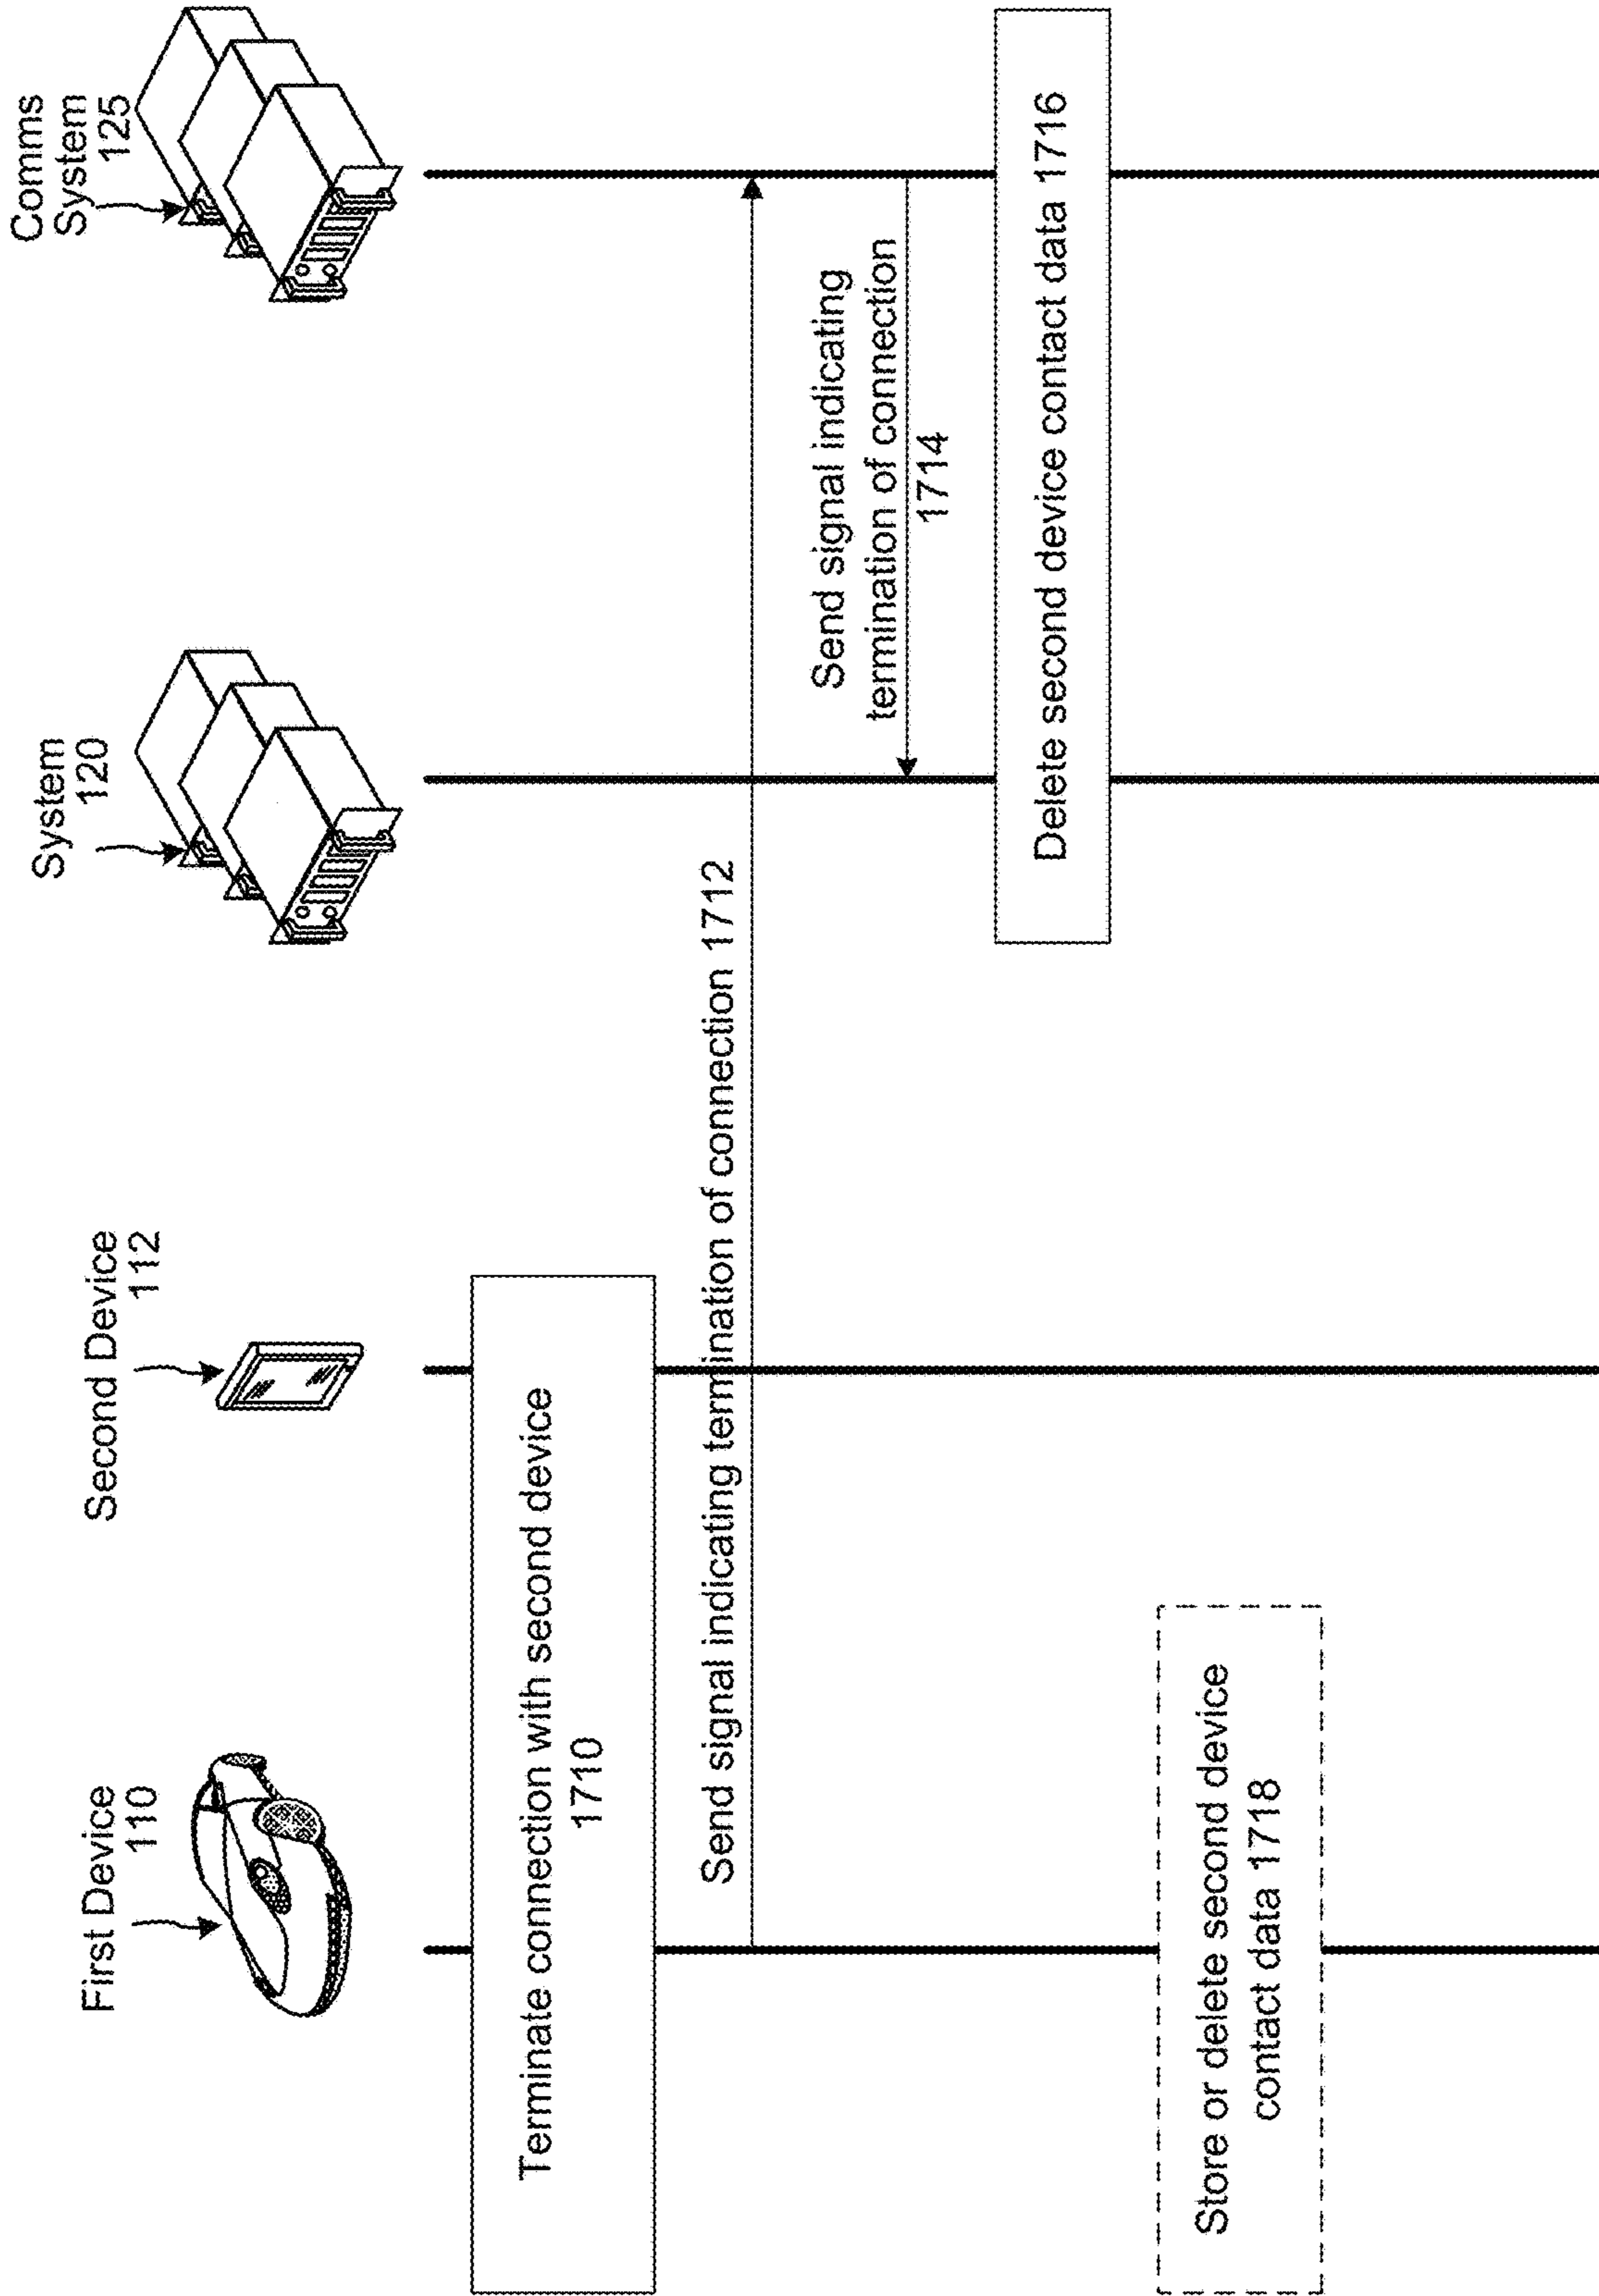 First Device
110
Second Device
112
System
120
Comms
System
125
Terminate connection with second device
1710
Send signal indicating termination of connection 1712
Send signal indicating
termination of connection
1714
Delete second device contact data 1716
Store or delete second device
contact data 1718